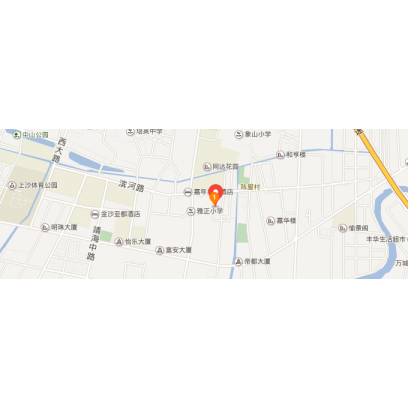 中山公园
培英中学
象山小学
西大路
和亨楼
同达花园
上沙体育公园
滨河路
嘉年
酒店
陈屋村
金沙亚都酒店
雅正小学
嘉华楼
明珠大厦
靖海中路
愉景阁
怡乐大厦
富安大厦
丰华生活超市
帝都大厦
万城